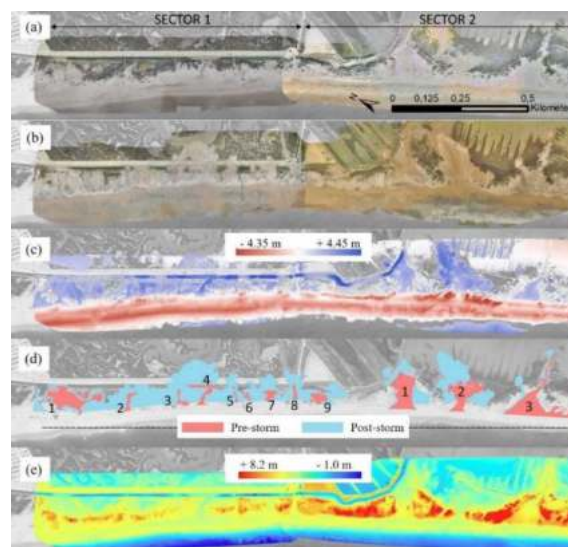 (a)
SECTOR 1
SECTOR 2
N
0 0,125 0,25 0,5
Kilomete
(b)
(c)
- 4.35 m + 4.45 m
(d)
1 2 3 4 5 6 7 8 9 1 2 3
Pre-storm Post-storm
(e)
+ 8.2 m - 1.0 m